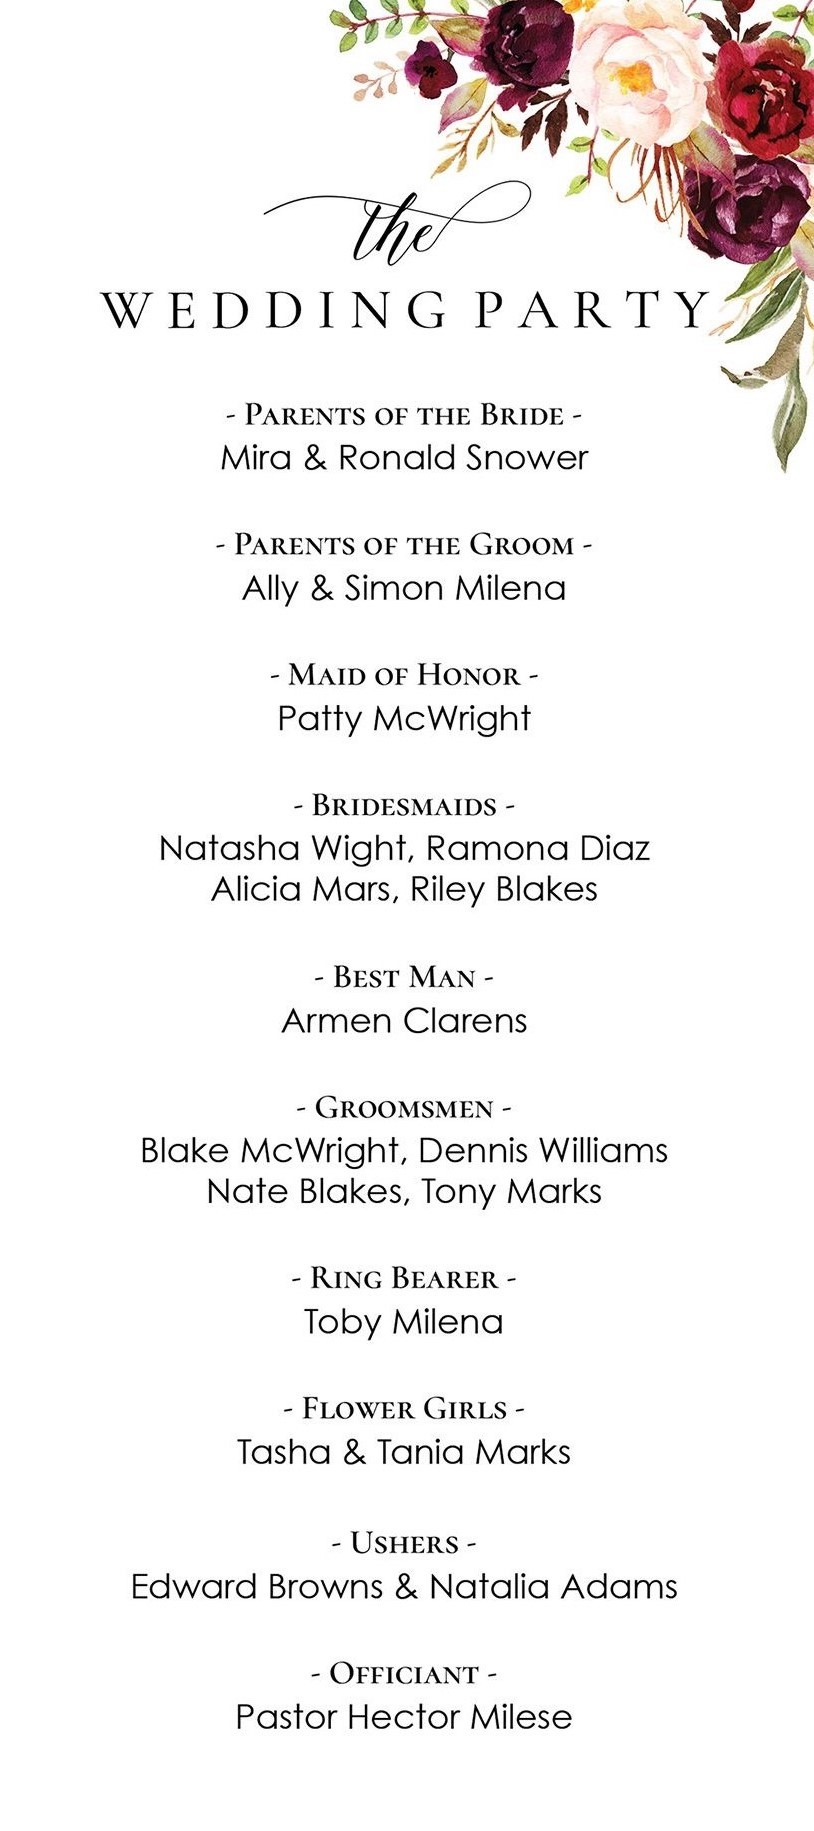 the
WEDDING PARTY
- Parents of the Bride -
Mira & Ronald Snower
- Parents of the Groom -
Ally & Simon Milena
- Maid of Honor -
Patty McWright
- Bridesmaids -
Natasha Wight, Ramona Diaz
Alicia Mars, Riley Blakes
- Best Man -
Armen Clarens
- Groomsmen -
Blake McWright, Dennis Williams
Nate Blakes, Tony Marks
- Ring Bearer -
Toby Milena
- Flower Girls -
Tasha & Tania Marks
- Ushers -
Edward Browns & Natalia Adams
- Officiant -
Pastor Hector Milese